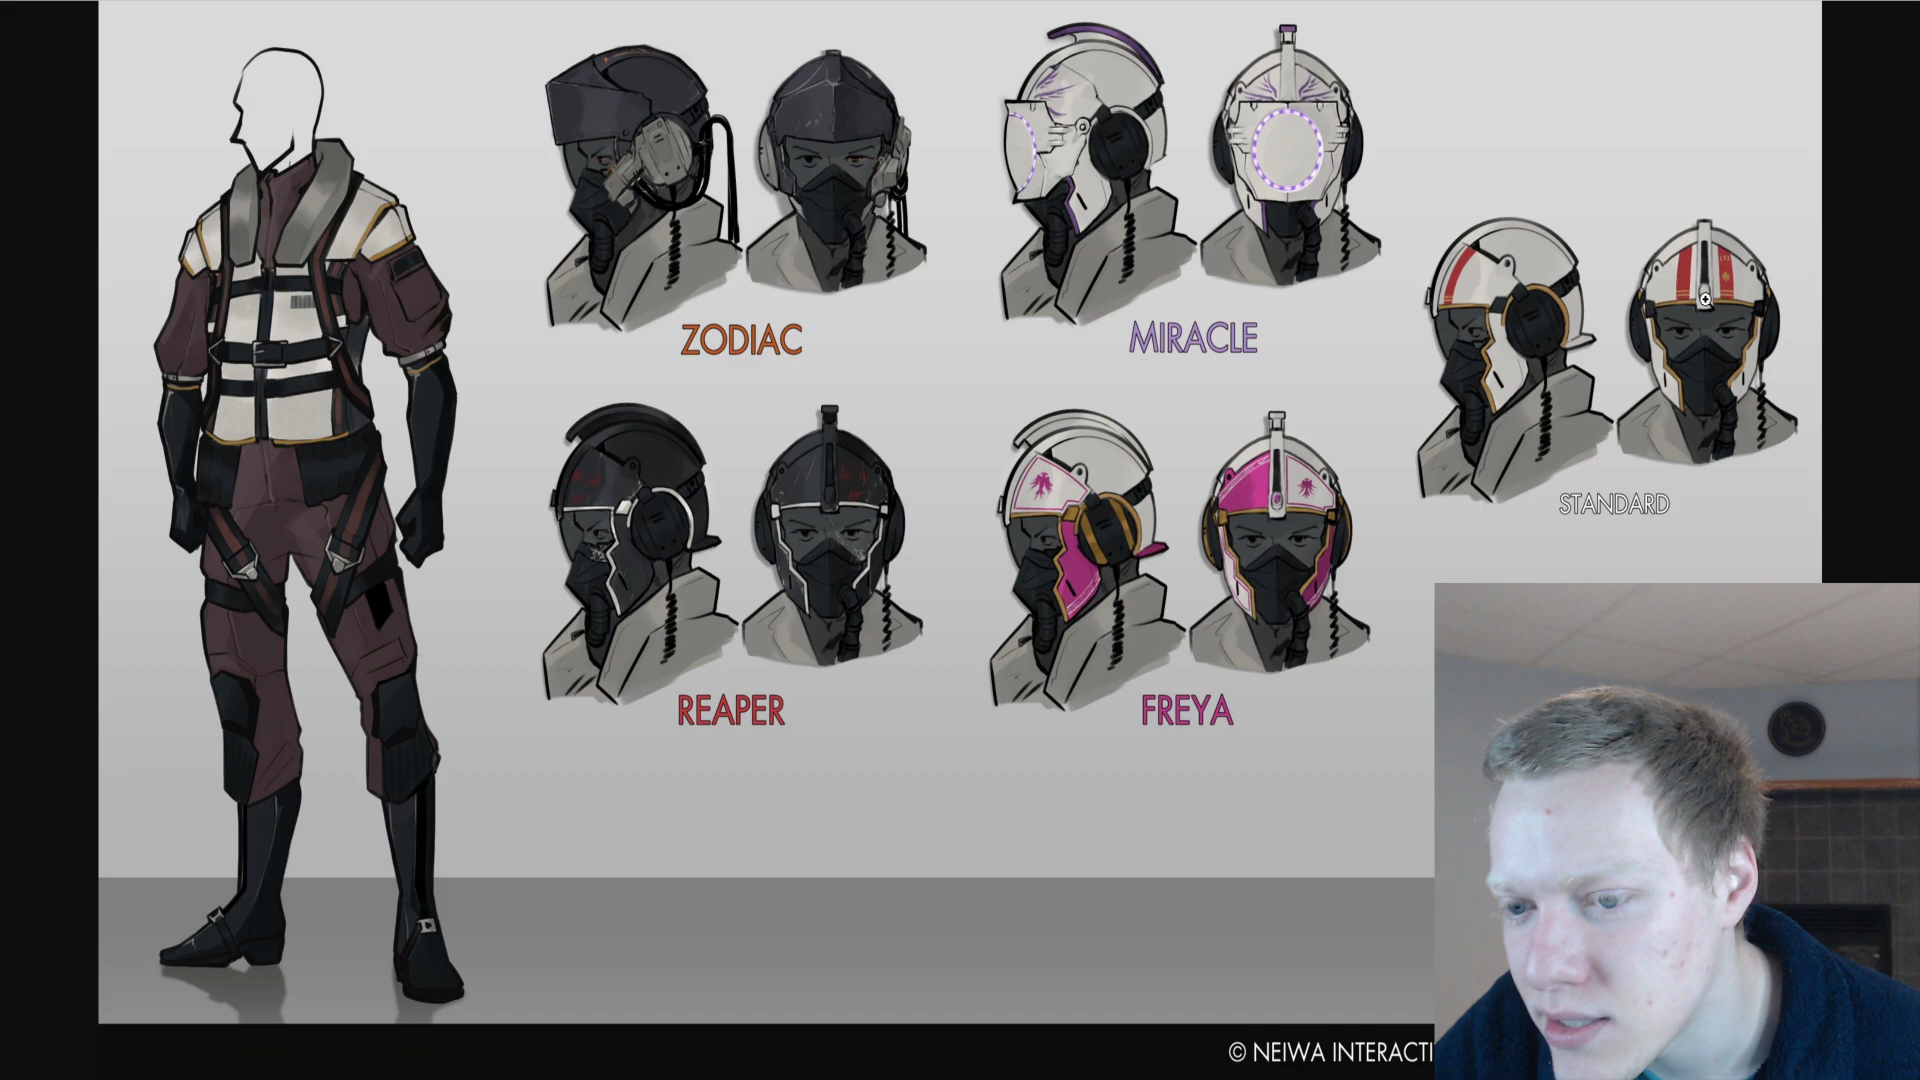 ZODIAC
MIRACLE
STANDARD
REAPER
FREYA
© NEIWA INTERACTI